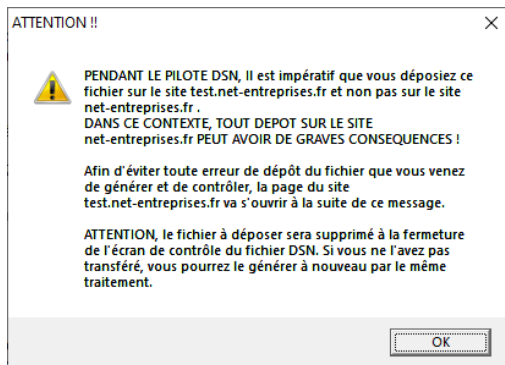 ATTENTION !!
PENDANT LE PILOTE DSN, Il est impératif que vous déposiez ce
fichier sur le site test.net-entreprises.fr et non pas sur le site
net-entreprises.fr .
DANS CE CONTEXTE, TOUT DEPOT SUR LE SITE
net-entreprises.fr PEUT AVOIR DE GRAVES CONSEQUENCES !
Afin d'éviter toute erreur de dépôt du fichier que vous venez
de générer et de contrôler, la page du site
test.net-entreprises.fr va s'ouvrir à la suite de ce message.
ATTENTION, le fichier à déposer sera supprimé à la fermeture
de l'écran de contrôle du fichier DSN. Si vous ne l'avez pas
transféré, vous pourrez le générer à nouveau par le même
traitement.
OK